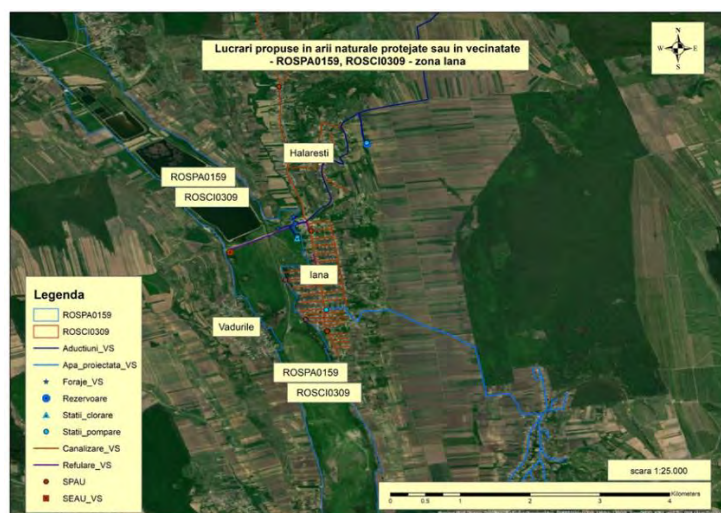 Lucrari propuse in arii naturale protejate sau in vecinatate
- ROSPA0159, ROSCI0309 - zona Iana
N
W E
S
Halaresti
ROSPA0159
ROSCI0309
Iana
Vadurile
ROSPA0159
ROSCI0309
Legenda
ROSPA0159
ROSCI0309
Aductiuni_VS
Apa_proiectata_VS
Foraje_VS
Rezervoare
Statii_clorare
Statii_pompare
Canalizare_VS
Refulare_VS
SPAU
SEAU_VS
scara 1:25.000
Kilometers
0 0.5 1 2 3 4